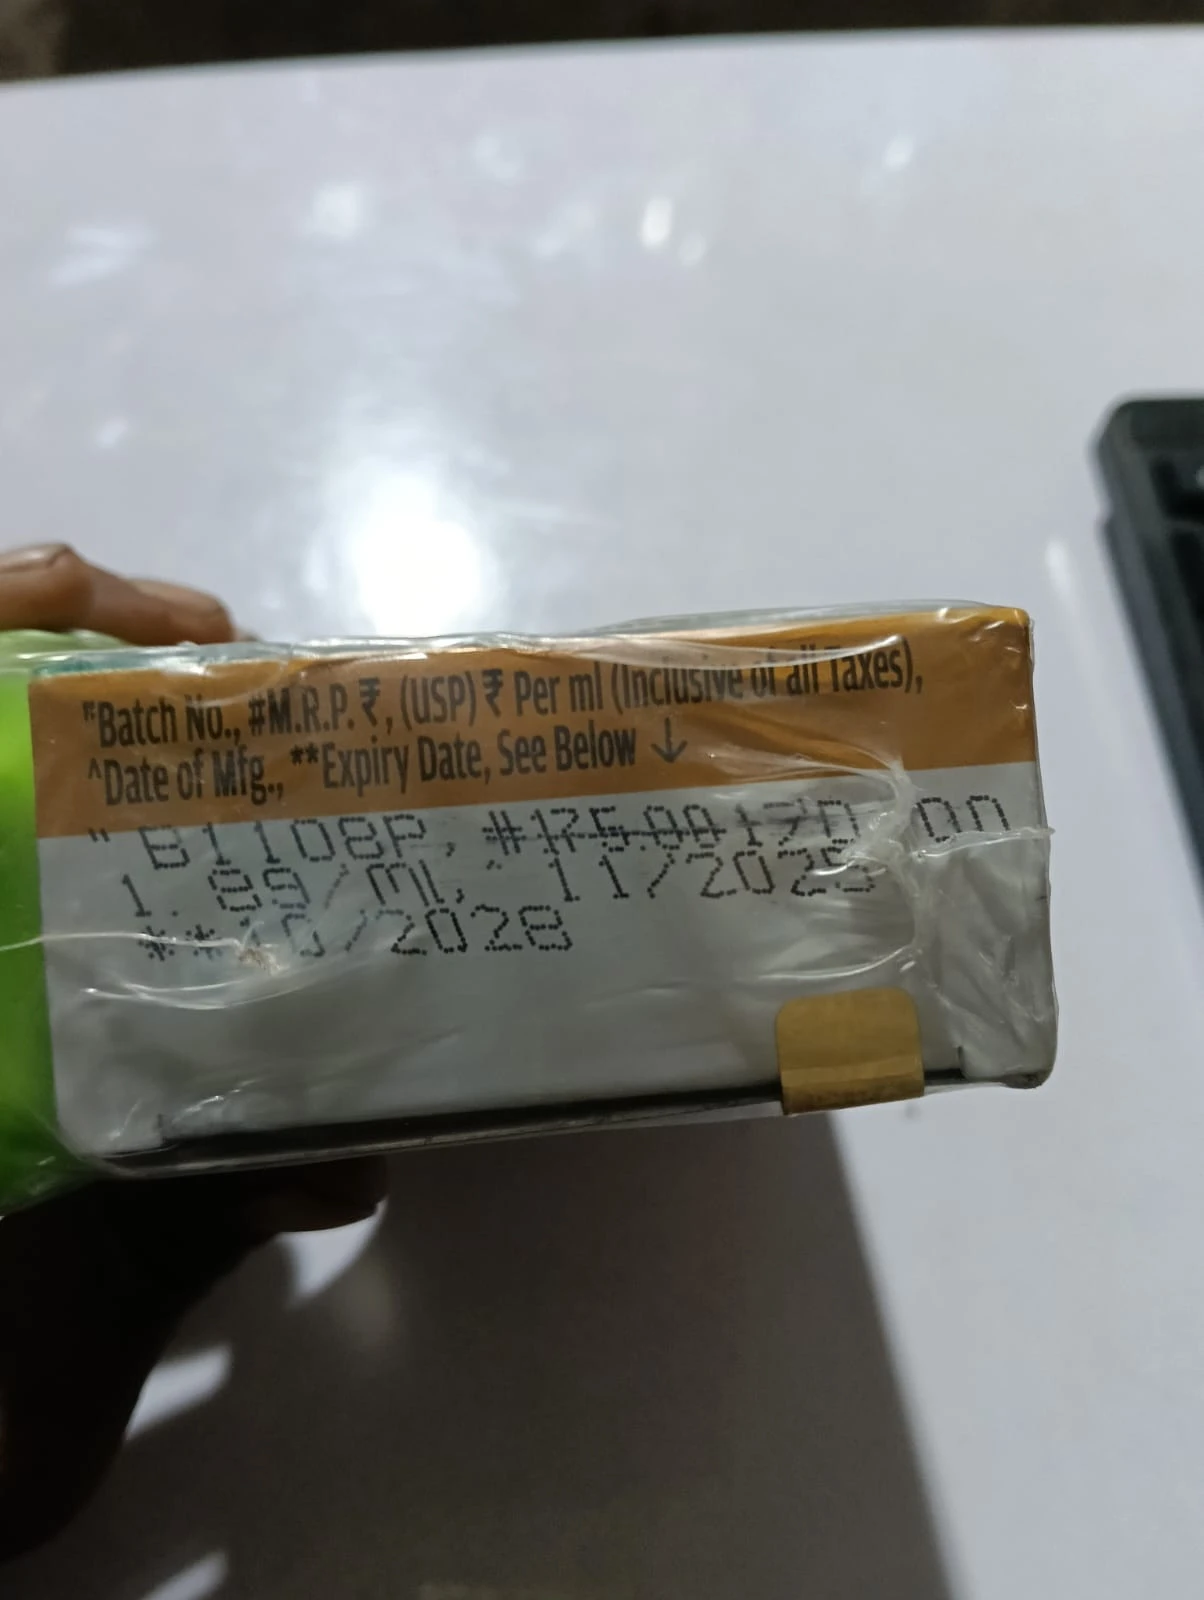 "Batch No., #M.R.P. ₹, (USP) ₹ Per ml (Inclusive of all Taxes),
^Date of Mfg., **Expiry Date, See Below ↓
" B1108P, #175.00 170.00
1.89/ml, ^ 11/2025
**10/2028